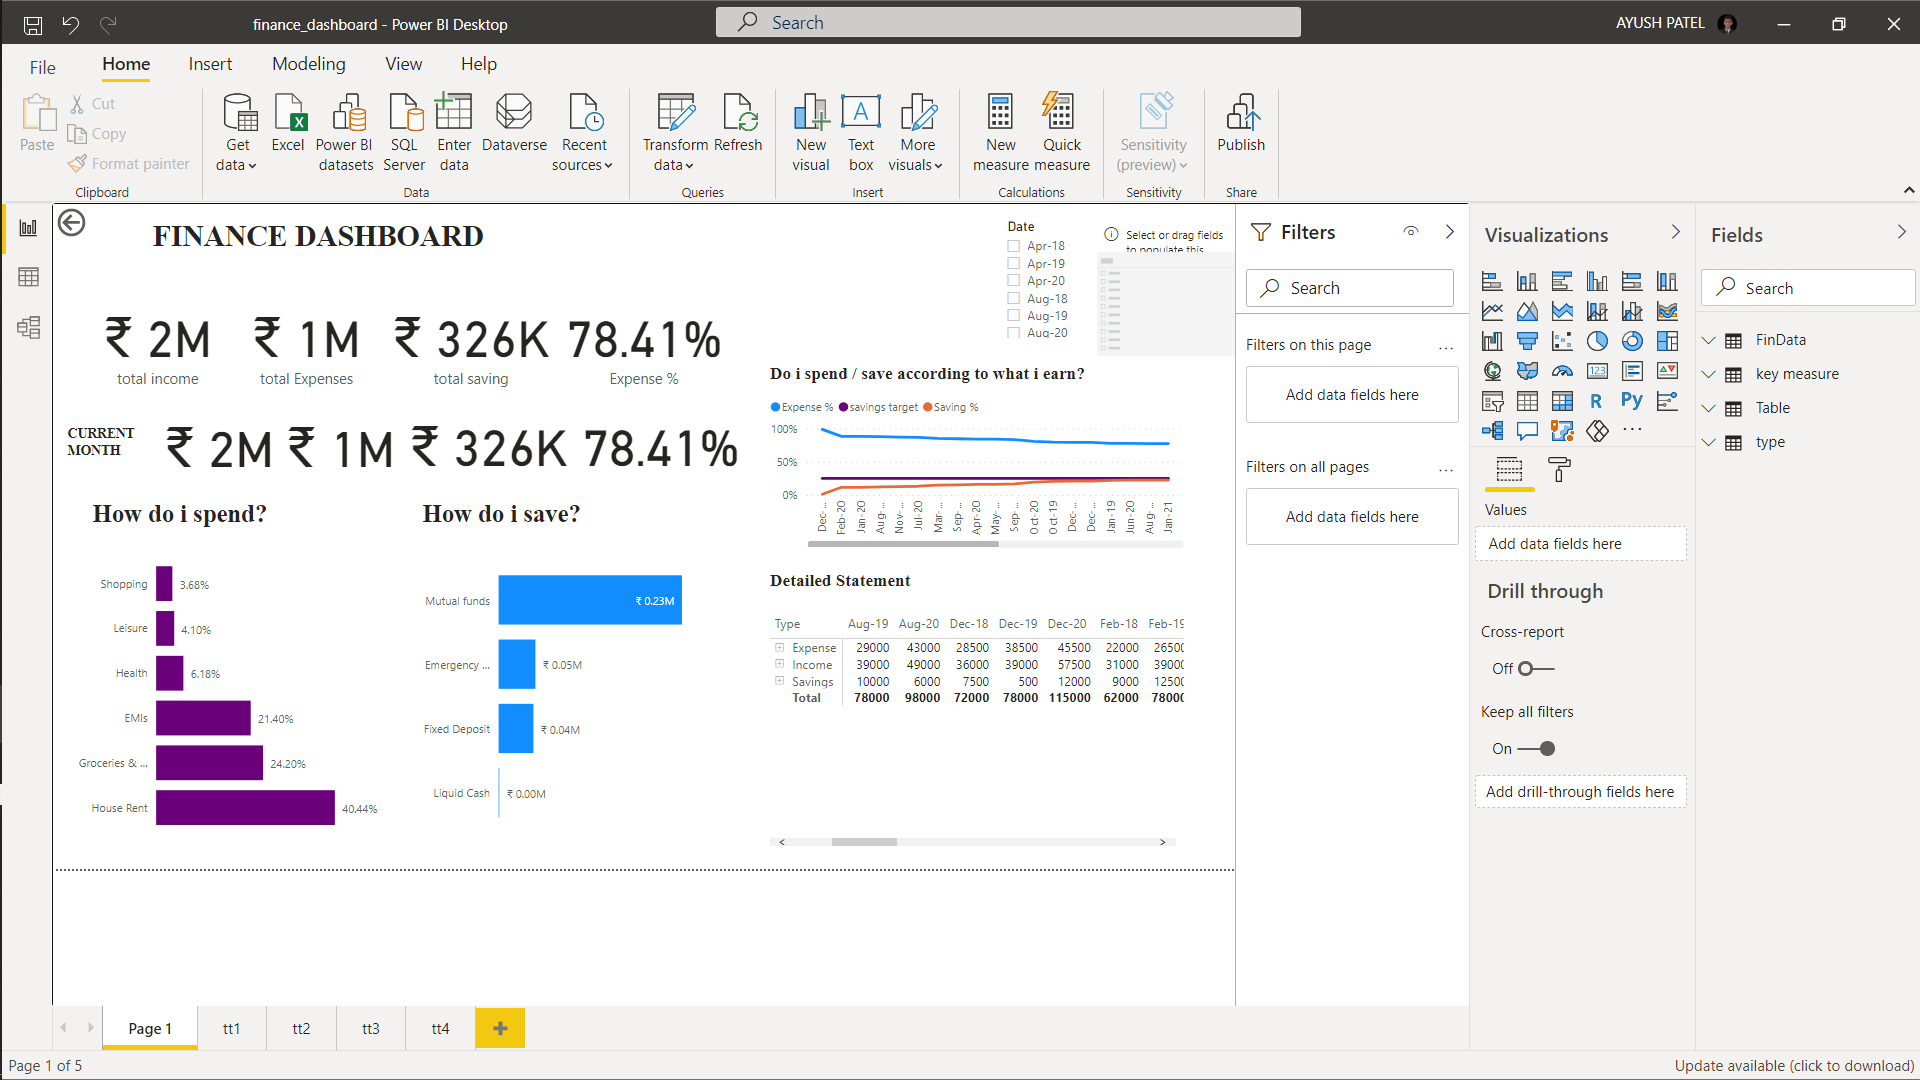 finance_dashboard - Power BI Desktop
Search
AYUSH PATEL
File
Home
Insert
Modeling
View
Help
Paste
Cut
Copy
Format painter
Clipboard
Get data
Excel
Power BI datasets
SQL Server
Enter data
Dataverse
Recent sources
Data
Transform data
Refresh
Queries
New visual
Text box
More visuals
Insert
New measure
Quick measure
Calculations
Sensitivity (preview)
Sensitivity
Publish
Share
FINANCE DASHBOARD
₹ 2M
total income
₹ 1M
total Expenses
₹ 326K
total saving
78.41%
Expense %
CURRENT
MONTH
₹ 2M
₹ 1M
₹ 326K
78.41%
Date
Apr-18
Apr-19
Apr-20
Aug-18
Aug-19
Aug-20
Select or drag fields
to populate this
How do i spend?
Shopping 3.68%
Leisure 4.10%
Health 6.18%
EMIs 21.40%
Groceries & ... 24.20%
House Rent 40.44%
How do i save?
Mutual funds ₹ 0.23M
Emergency ... ₹ 0.05M
Fixed Deposit ₹ 0.04M
Liquid Cash ₹ 0.00M
Do i spend / save according to what i earn?
Expense % savings target Saving %
100%
50%
0%
Dec-... Feb-20 Jan-20 Aug-... Nov-... Jul-20 Mar-... Sep-... Apr-20 May-... Sep-... Oct-20 Oct-19 Dec-... Dec-... Jan-19 Jun-20 Aug-... Jan-21
Detailed Statement
Type Aug-19 Aug-20 Dec-18 Dec-19 Dec-20 Feb-18 Feb-19
Expense 29000 43000 28500 38500 45500 22000 26500
Income 39000 49000 36000 39000 57500 31000 39000
Savings 10000 6000 7500 500 12000 9000 12500
Total 78000 98000 72000 78000 115000 62000 78000
Filters
Search
Filters on this page ...
Add data fields here
Filters on all pages ...
Add data fields here
Visualizations
123
R
Py
...
Values
Add data fields here
Drill through
Cross-report
Off
Keep all filters
On
Add drill-through fields here
Fields
Search
FinData
key measure
Table
type
Page 1
tt1
tt2
tt3
tt4
Page 1 of 5
Update available (click to download)